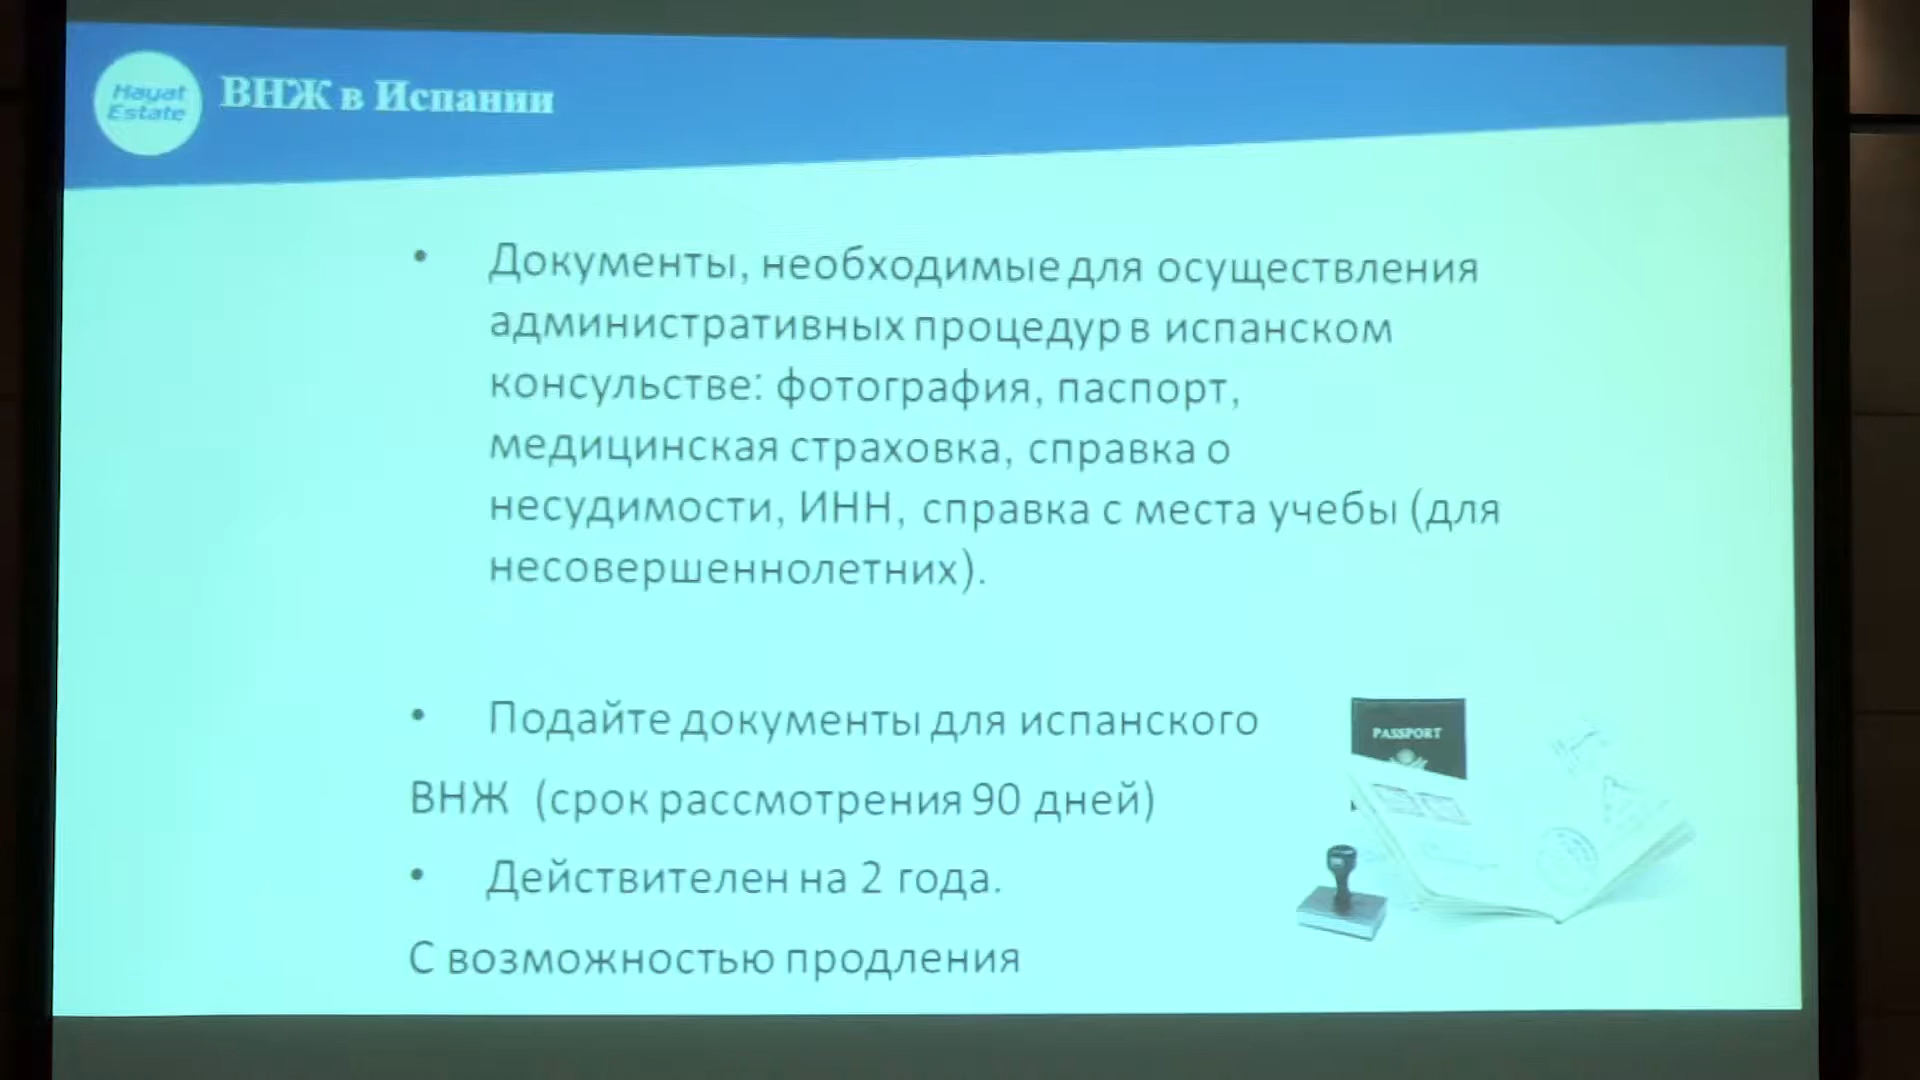 Hayat
Estate
ВНЖ в Испании
• Документы, необходимые для осуществления
административных процедур в испанском
консульстве: фотография, паспорт,
медицинская страховка, справка о
несудимости, ИНН, справка с места учебы (для
несовершеннолетних).
• Подайте документы для испанского
ВНЖ (срок рассмотрения 90 дней)
• Действителен на 2 года.
С возможностью продления
PASSPORT